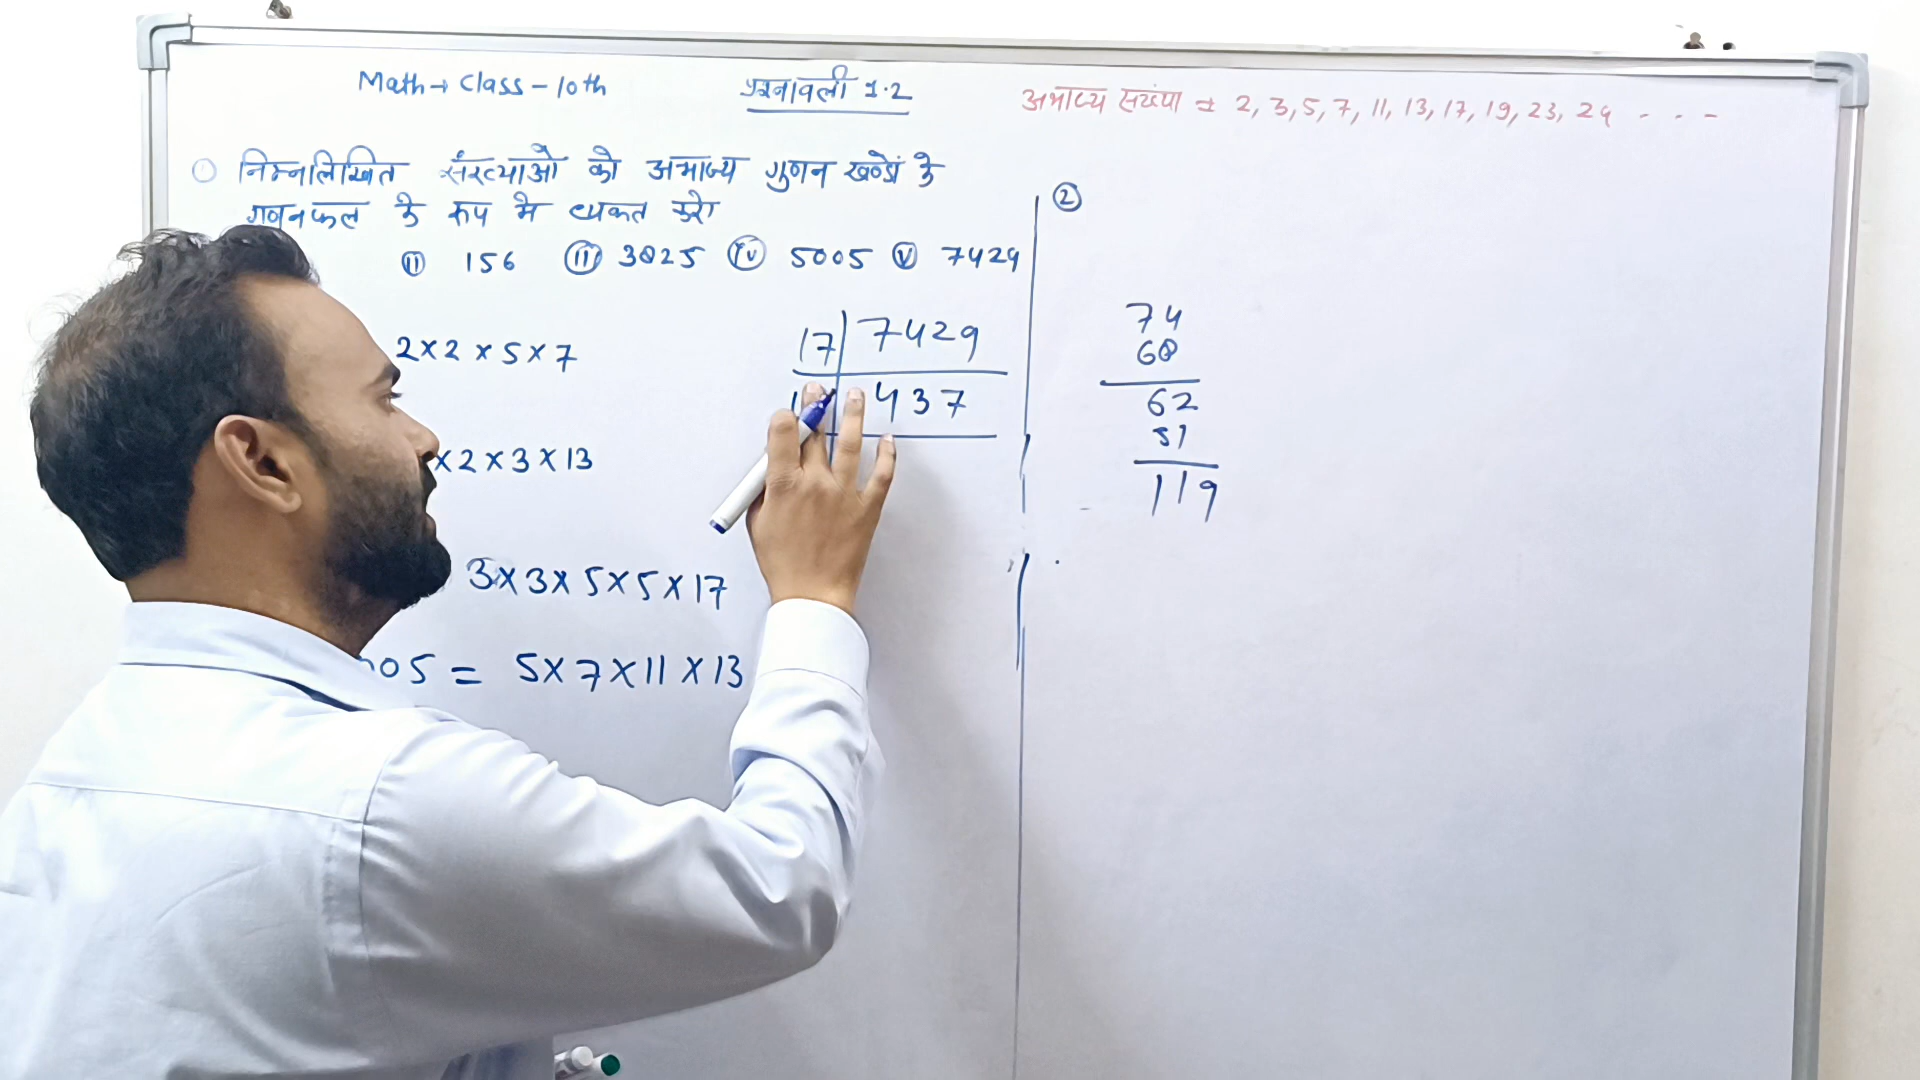 Math → Class - 10th
प्रश्नावली 1.2
अभाज्य संख्या = 2, 3, 5, 7, 11, 13, 17, 19, 23, 29 - - -
① निम्नलिखित संख्याओ को अभाज्य गुणन खण्डों के
गुणनफल के रूप मे व्यक्त करो
ⅱ 156 ⅲ 3825 ⅳ 5005 ⅴ 7429
2×2×5×7
×2×3×13
3×3×5×5×17
005 = 5×7×11×13
17 | 7429
1 | 437
②
74
68
62
51
119